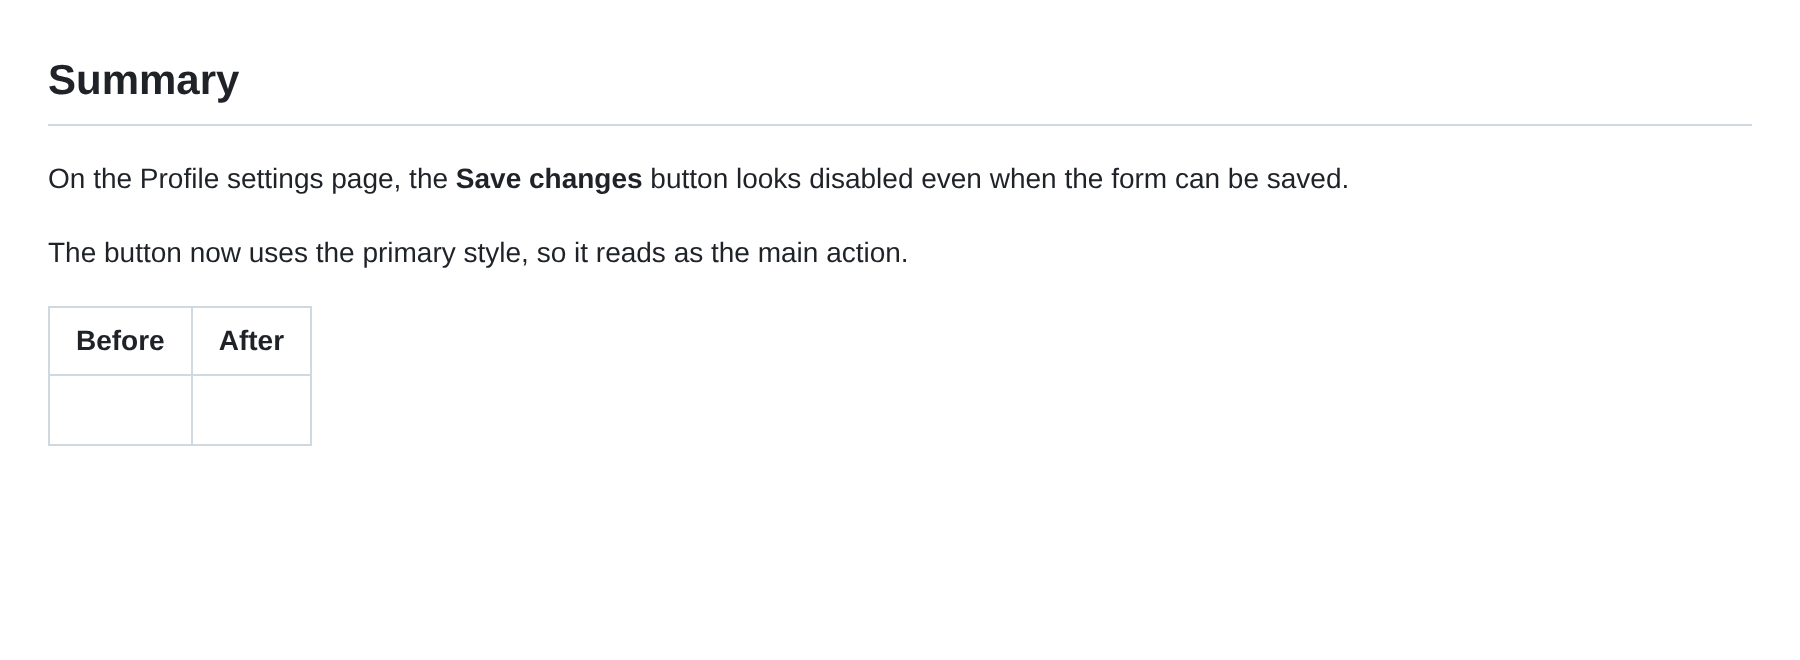 Summary
On the Profile settings page, the Save changes button looks disabled even when the form can be saved.
The button now uses the primary style, so it reads as the main action.
Before After